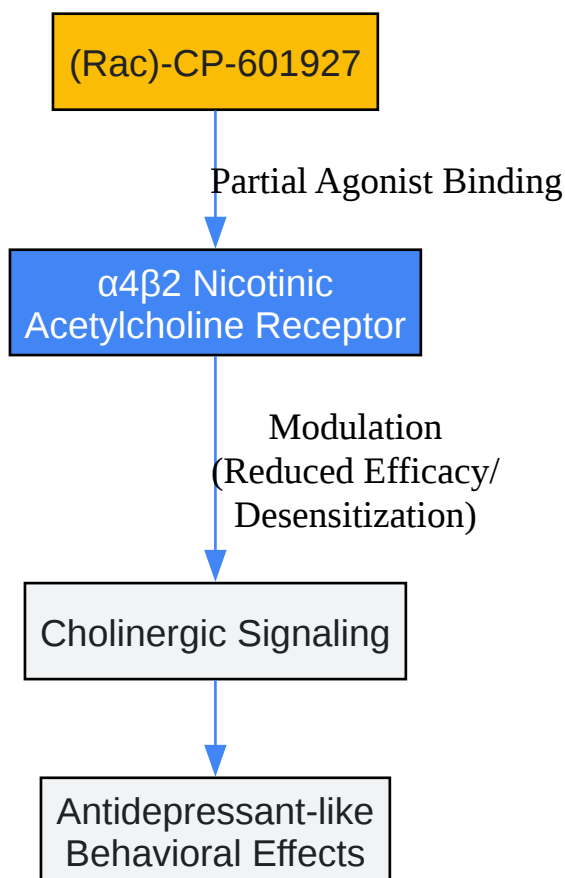 (Rac)-CP-601927
Partial Agonist Binding
α4β2 Nicotinic
Acetylcholine Receptor
Modulation
(Reduced Efficacy/
Desensitization)
Cholinergic Signaling
Antidepressant-like
Behavioral Effects